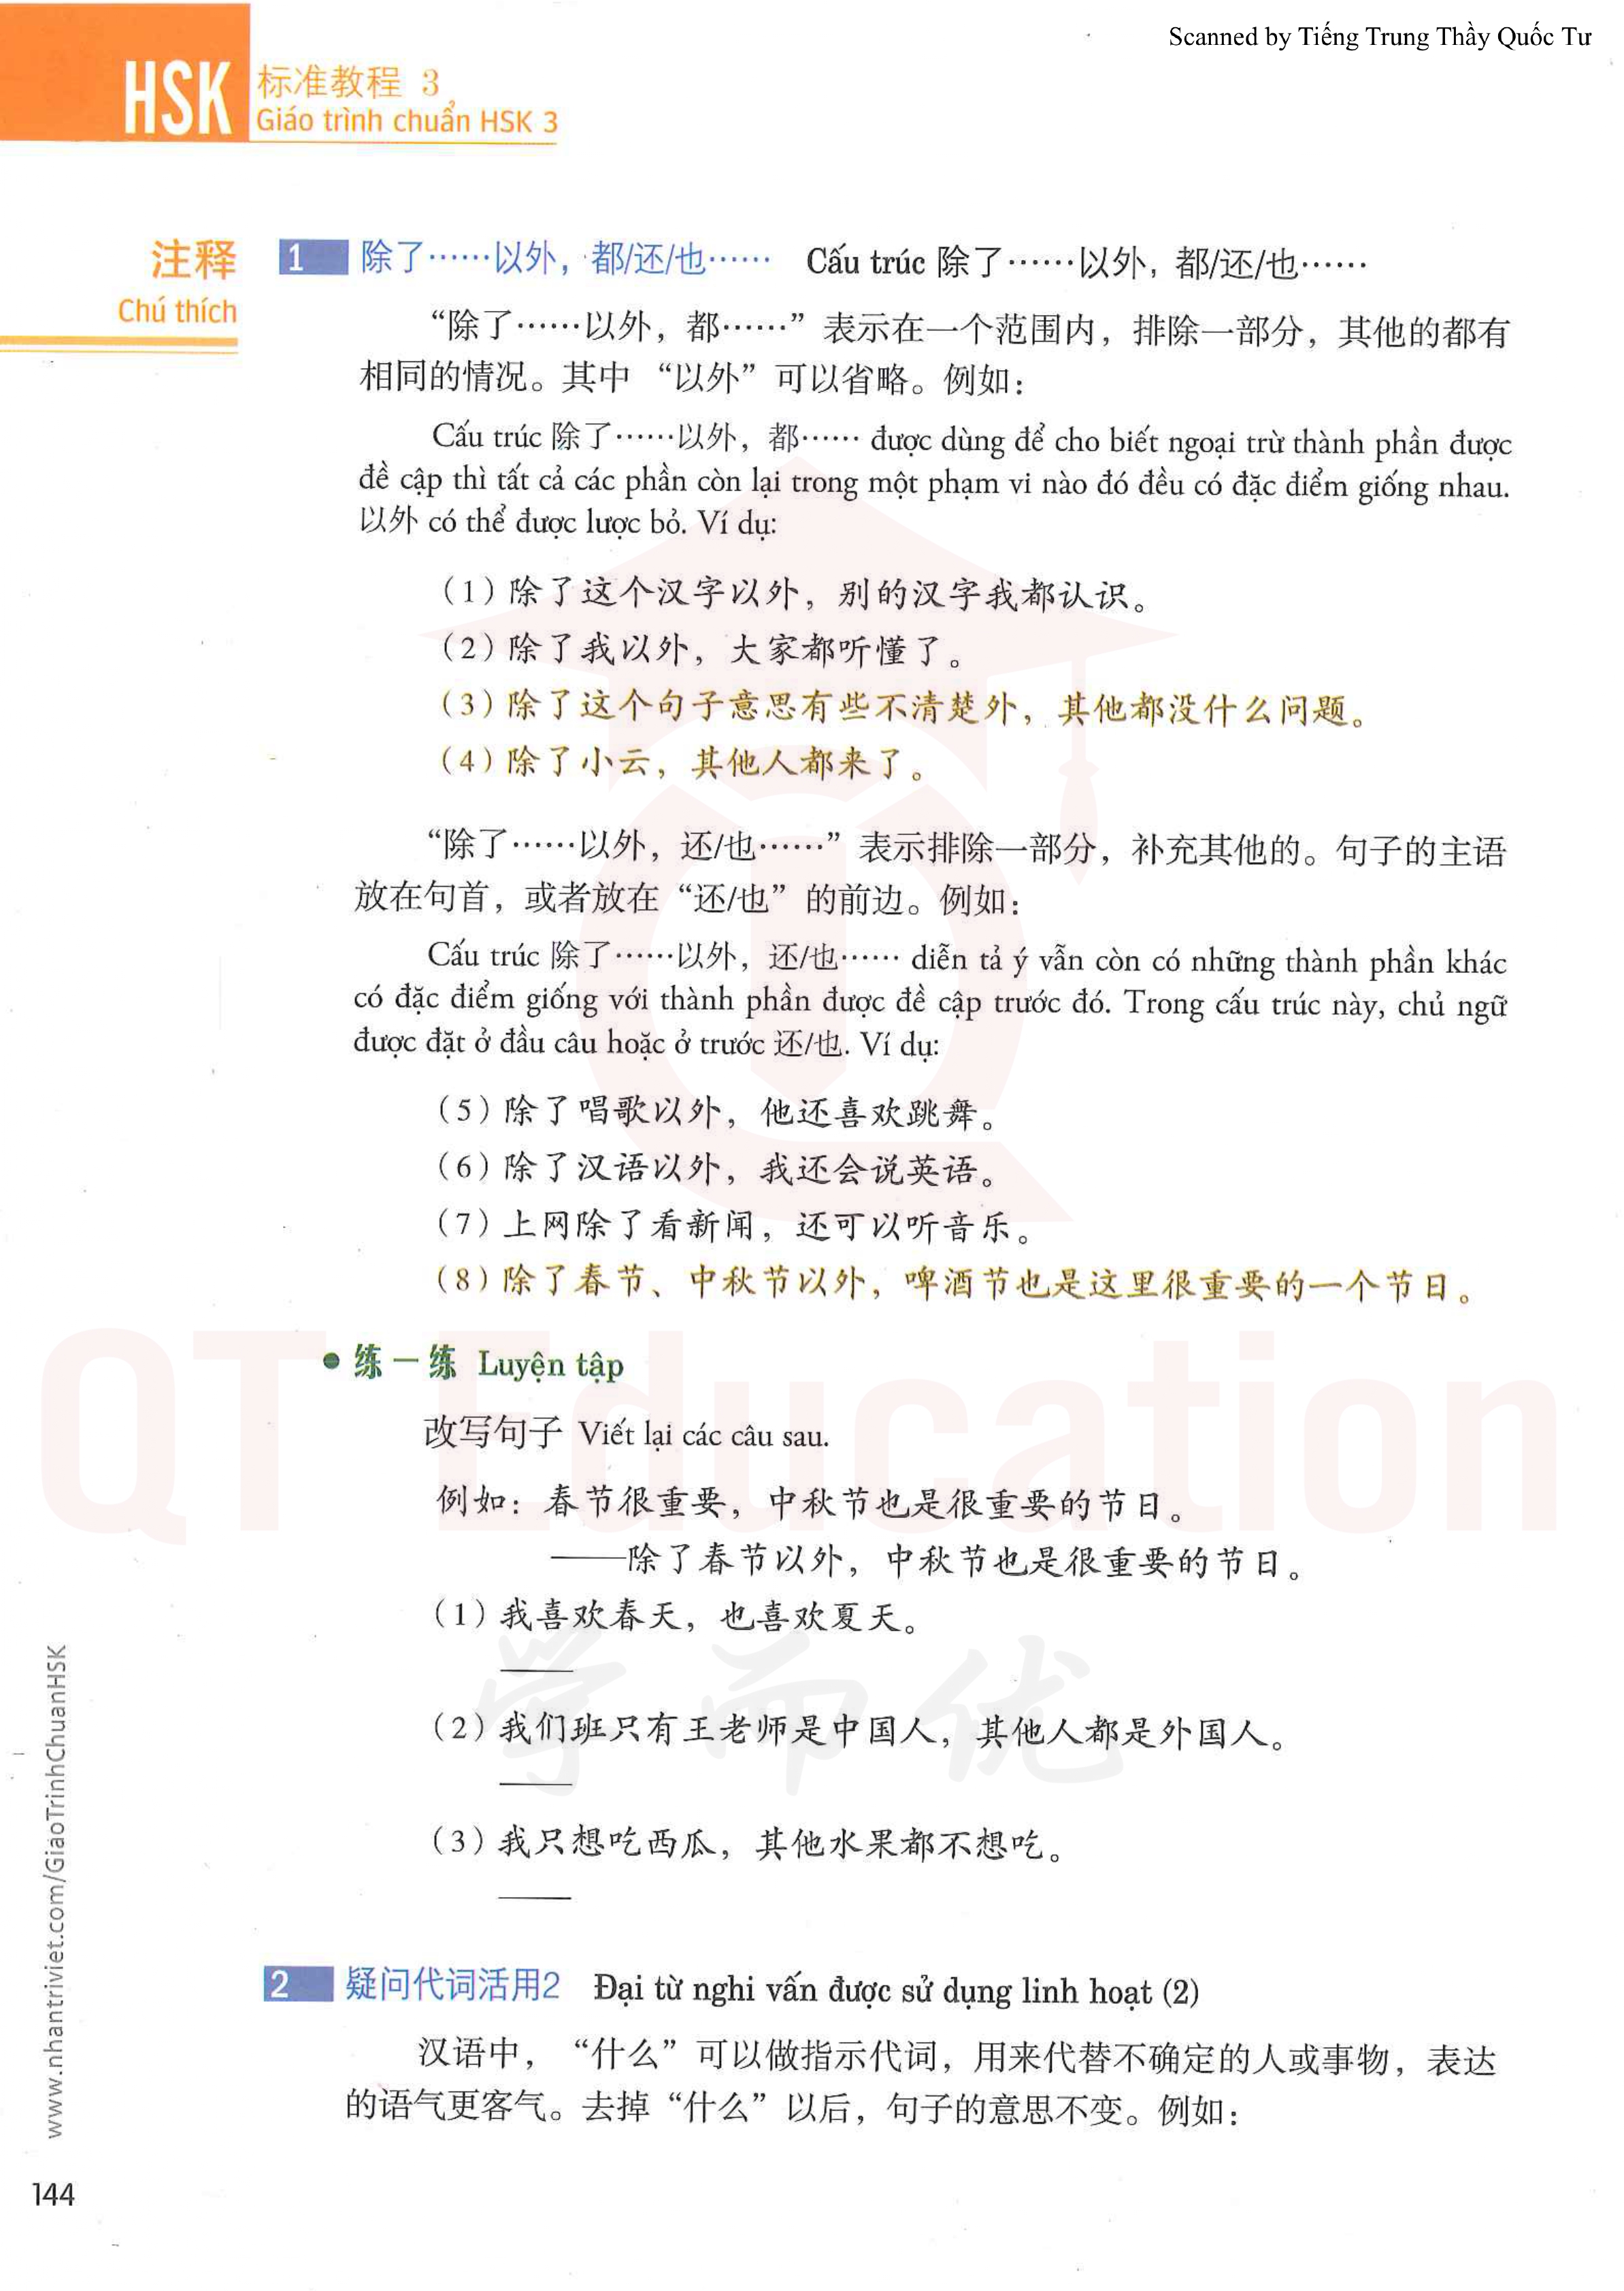 Scanned by Tiếng Trung Thầy Quốc Tư
HSK
标准教程 3
Giáo trình chuẩn HSK 3
注释
Chú thích
1 除了……以外，都/还/也…… Cấu trúc 除了……以外，都/还/也……
“除了……以外，都……”表示在一个范围内，排除一部分，其他的都有
相同的情况。其中“以外”可以省略。例如：
Cấu trúc 除了……以外，都…… được dùng để cho biết ngoại trừ thành phần được
đề cập thì tất cả các phần còn lại trong một phạm vi nào đó đều có đặc điểm giống nhau.
以外 có thể được lược bỏ. Ví dụ:
（1）除了这个汉字以外，别的汉字我都认识。
（2）除了我以外，大家都听懂了。
（3）除了这个句子意思有些不清楚外，其他都没什么问题。
（4）除了小云，其他人都来了。
“除了……以外，还/也……”表示排除一部分，补充其他的。句子的主语
放在句首，或者放在“还/也”的前边。例如：
Cấu trúc 除了……以外，还/也…… diễn tả ý vẫn còn có những thành phần khác
có đặc điểm giống với thành phần được đề cập trước đó. Trong cấu trúc này, chủ ngữ
được đặt ở đầu câu hoặc ở trước 还/也. Ví dụ:
（5）除了唱歌以外，他还喜欢跳舞。
（6）除了汉语以外，我还会说英语。
（7）上网除了看新闻，还可以听音乐。
（8）除了春节、中秋节以外，啤酒节也是这里很重要的一个节日。
QT Education
● 练一练 Luyện tập
改写句子 Viết lại các câu sau.
例如：春节很重要，中秋节也是很重要的节日。
——除了春节以外，中秋节也是很重要的节日。
（1）我喜欢春天，也喜欢夏天。
——
学而优
（2）我们班只有王老师是中国人，其他人都是外国人。
——
（3）我只想吃西瓜，其他水果都不想吃。
——
2 疑问代词活用2 Đại từ nghi vấn được sử dụng linh hoạt (2)
汉语中，“什么”可以做指示代词，用来代替不确定的人或事物，表达
的语气更客气。去掉“什么”以后，句子的意思不变。例如：
www.nhantriviet.com/GiaoTrinhChuanHSK
144